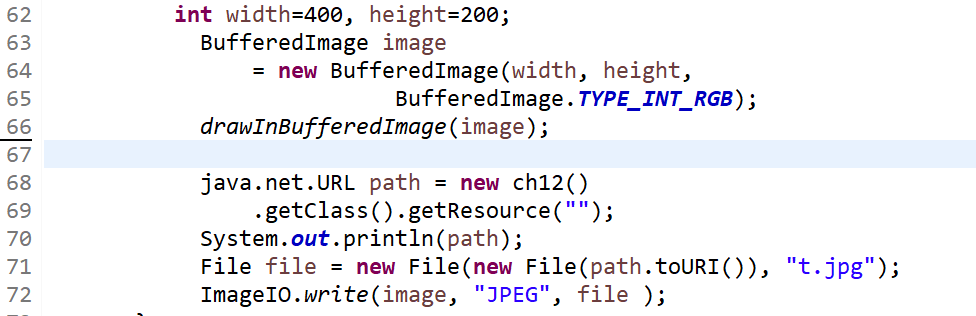 62 int width=400, height=200;
63 BufferedImage image
64 = new BufferedImage(width, height,
65 BufferedImage.TYPE_INT_RGB);
66 drawInBufferedImage(image);
67
68 java.net.URL path = new ch12()
69 .getClass().getResource("");
70 System.out.println(path);
71 File file = new File(new File(path.toURI()), "t.jpg");
72 ImageIO.write(image, "JPEG", file );